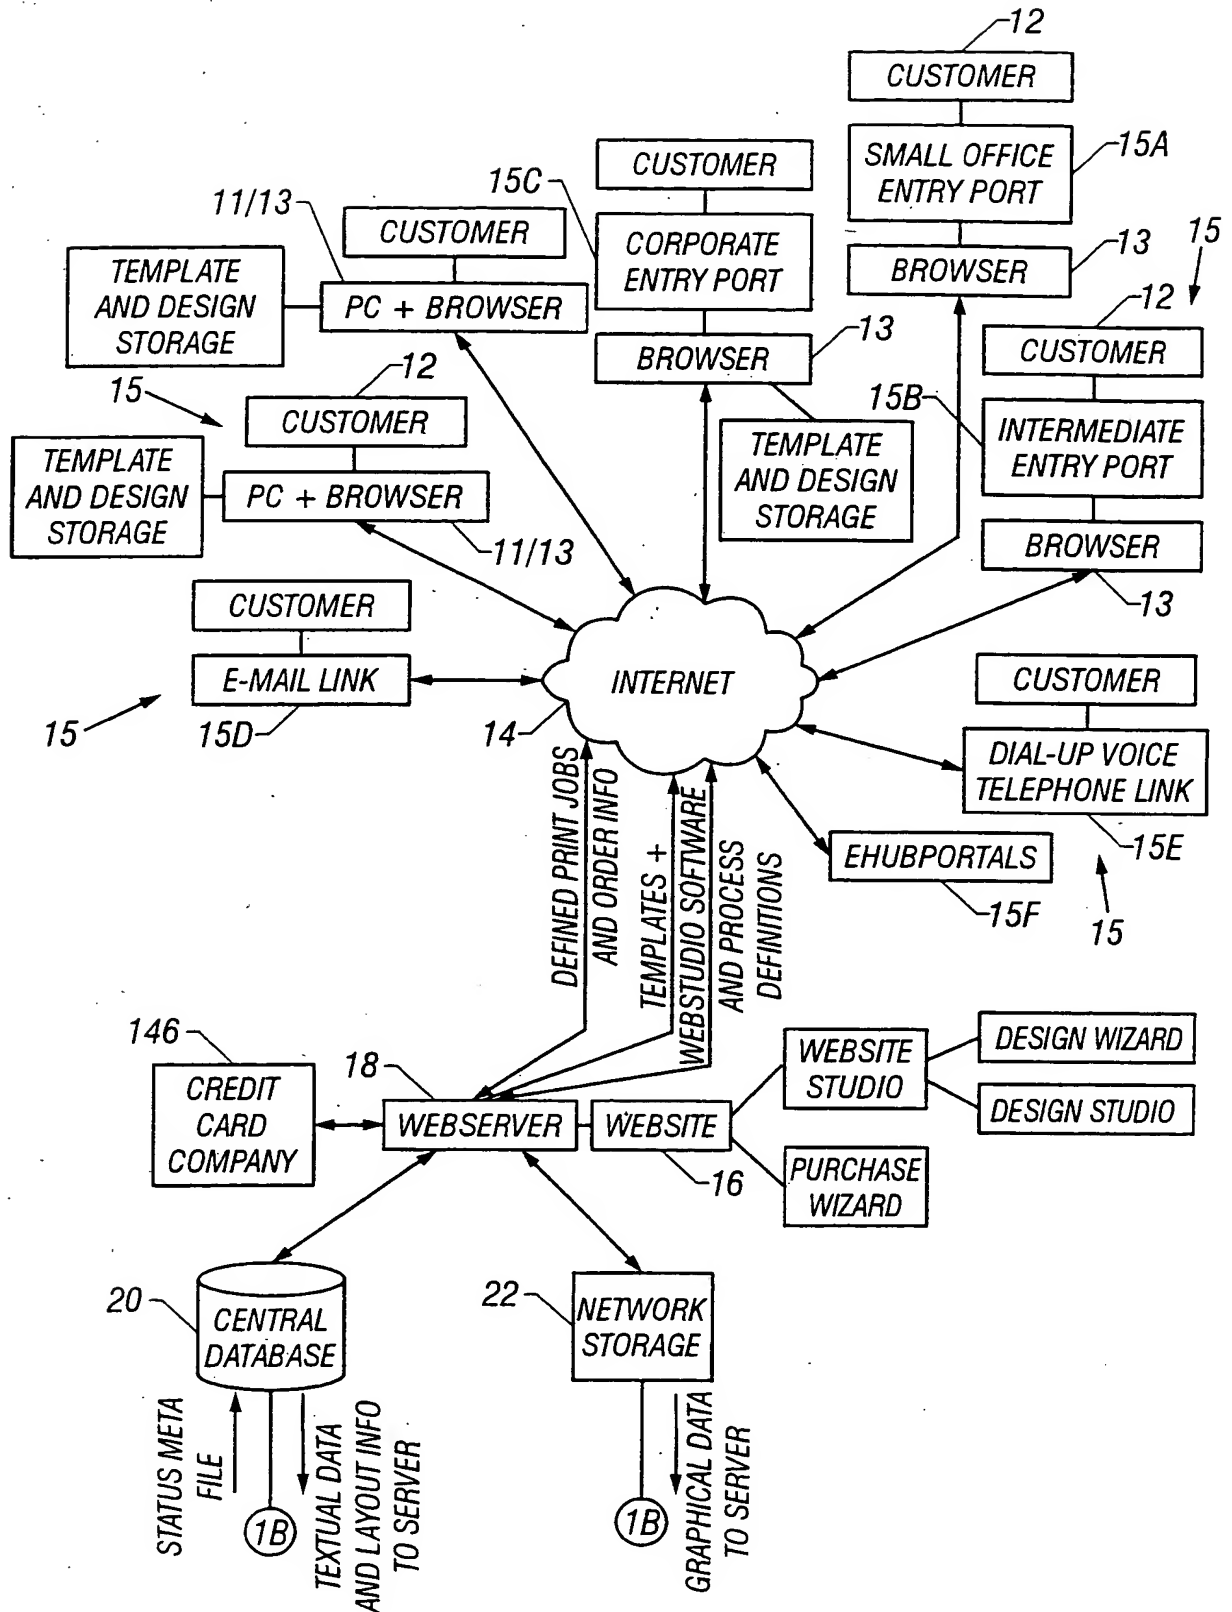 12
CUSTOMER
SMALL OFFICE
ENTRY PORT
15A
BROWSER
13
15C
CUSTOMER
CORPORATE
ENTRY PORT
BROWSER
13
TEMPLATE
AND DESIGN
STORAGE
11/13
CUSTOMER
PC + BROWSER
TEMPLATE
AND DESIGN
STORAGE
15
12
CUSTOMER
15B
INTERMEDIATE
ENTRY PORT
BROWSER
13
15
12
CUSTOMER
PC + BROWSER
11/13
TEMPLATE
AND DESIGN
STORAGE
CUSTOMER
E-MAIL LINK
15D
15
INTERNET
14
CUSTOMER
DIAL-UP VOICE
TELEPHONE LINK
15E
15
EHUBPORTALS
15F
DEFINED PRINT JOBS
AND ORDER INFO
TEMPLATES +
WEBSTUDIO SOFTWARE
AND PROCESS
DEFINITIONS
146
CREDIT
CARD
COMPANY
18
WEBSERVER
WEBSITE
16
WEBSITE
STUDIO
DESIGN WIZARD
DESIGN STUDIO
PURCHASE
WIZARD
20
CENTRAL
DATABASE
22
NETWORK
STORAGE
STATUS META
FILE
1B
TEXTUAL DATA
AND LAYOUT INFO
TO SERVER
1B
GRAPHICAL DATA
TO SERVER